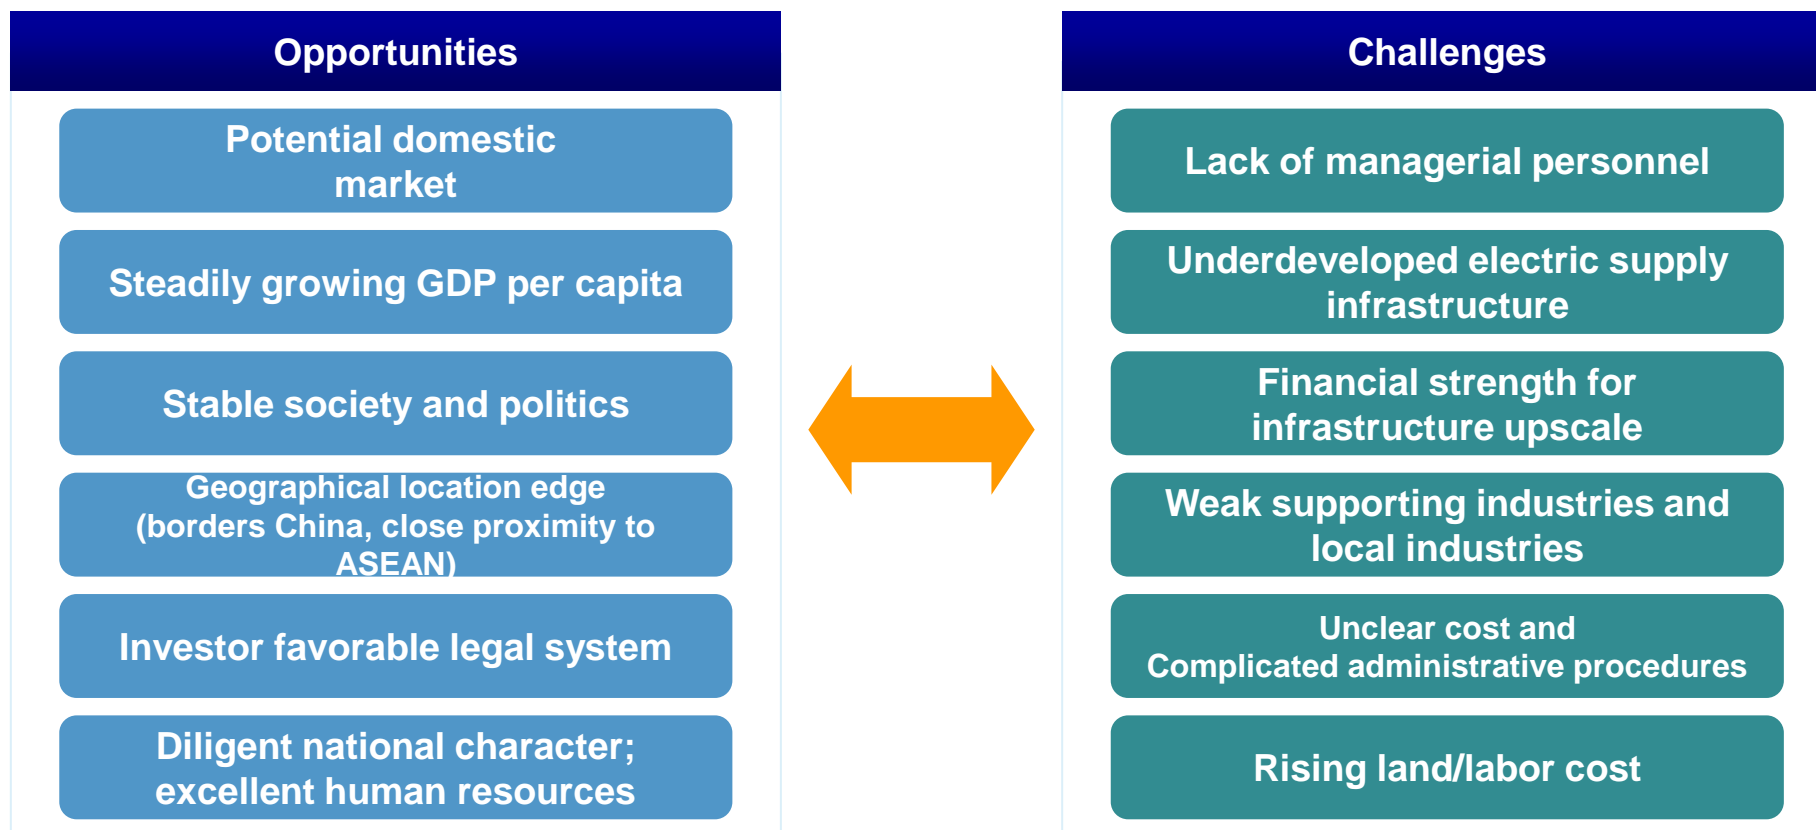 Opportunities
Potential domestic
market
Steadily growing GDP per capita
Stable society and politics
Geographical location edge
(borders China, close proximity to
ASEAN)
Investor favorable legal system
Diligent national character;
excellent human resources
Challenges
Lack of managerial personnel
Underdeveloped electric supply
infrastructure
Financial strength for
infrastructure upscale
Weak supporting industries and
local industries
Unclear cost and
Complicated administrative procedures
Rising land/labor cost